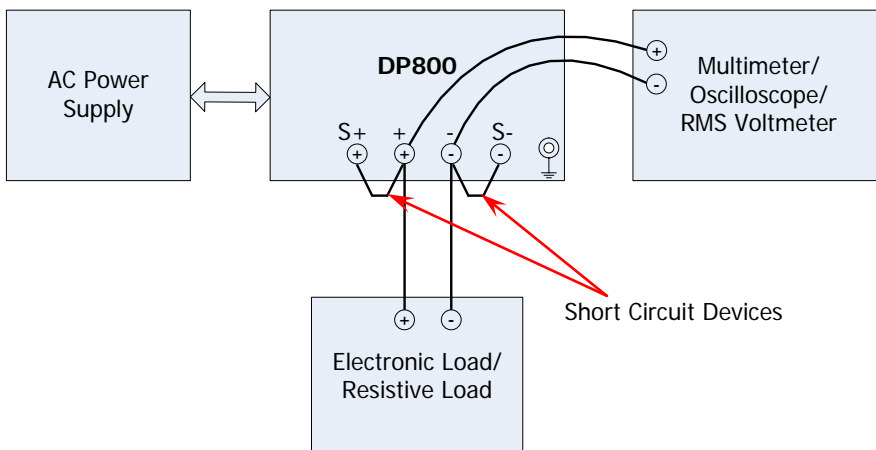 AC Power
Supply
DP800
S+ + - S-
+ + - -
+
-
Multimeter/
Oscilloscope/
RMS Voltmeter
Short Circuit Devices
+ -
Electronic Load/
Resistive Load